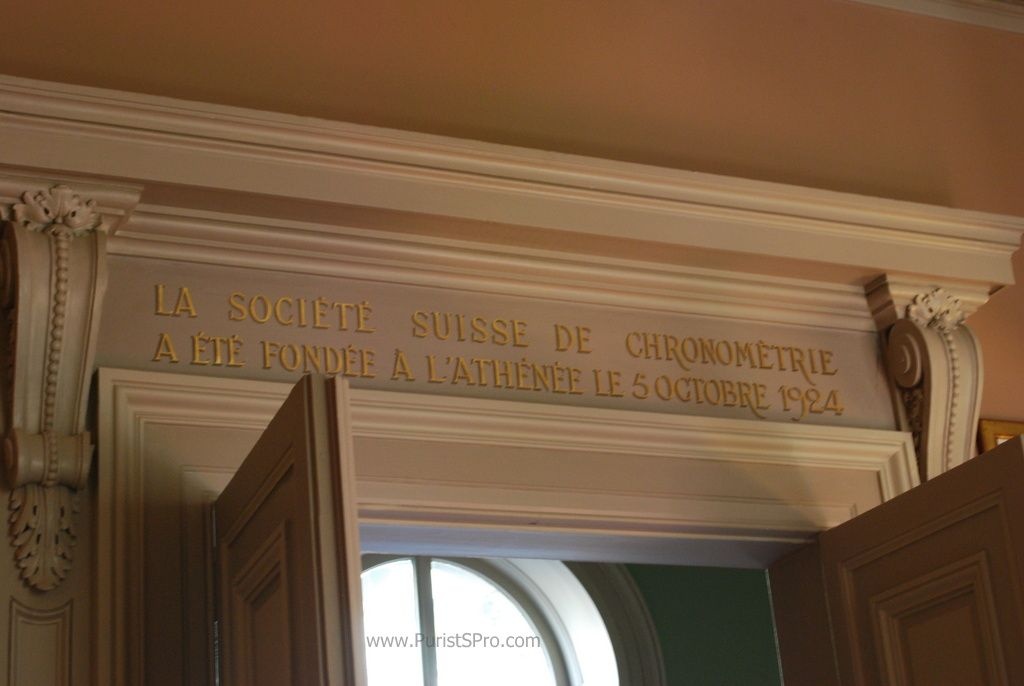 LA SOCIÉTÉ SUISSE DE CHRONOMÉTRIE
A ÉTÉ FONDÉE A L'ATHÉNÉE LE 5 OCTOBRE 1924
www.PuristSPro.com